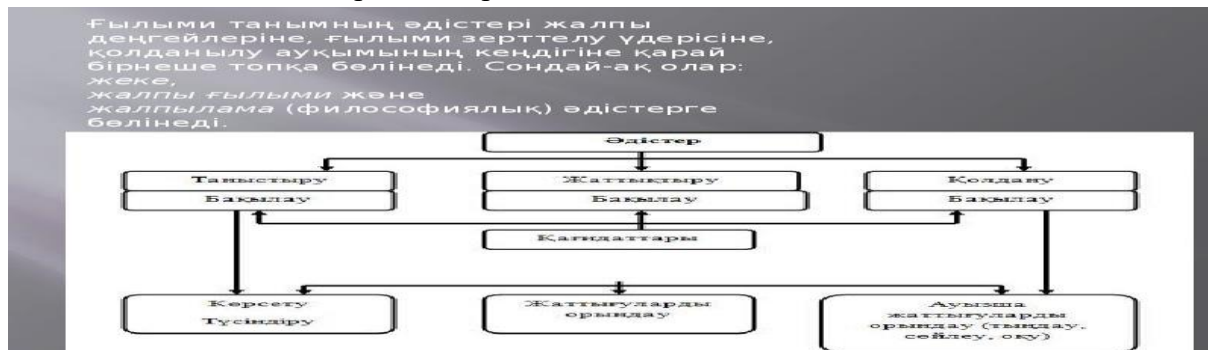 Ғылыми танымның әдістері жалпы
деңгейлеріне, ғылыми зерттелу үдерісіне,
қолданылу ауқымының кеңдігіне қарай
бірнеше топқа бөлінеді. Сондай-ақ олар:
жеке,
жалпы ғылыми және
жалпылама (философиялық) әдістерге
бөлінеді.
Әдістер
Таныстыру
Жаттықтыру
Қолдану
Бақылау
Бақылау
Бақылау
Қағидаттары
Көрсету
Түсіндіру
Жаттығуларды
орындау
Ауызша
жаттығуларды
орындау (тыңдау,
сөйлеу, оқу)